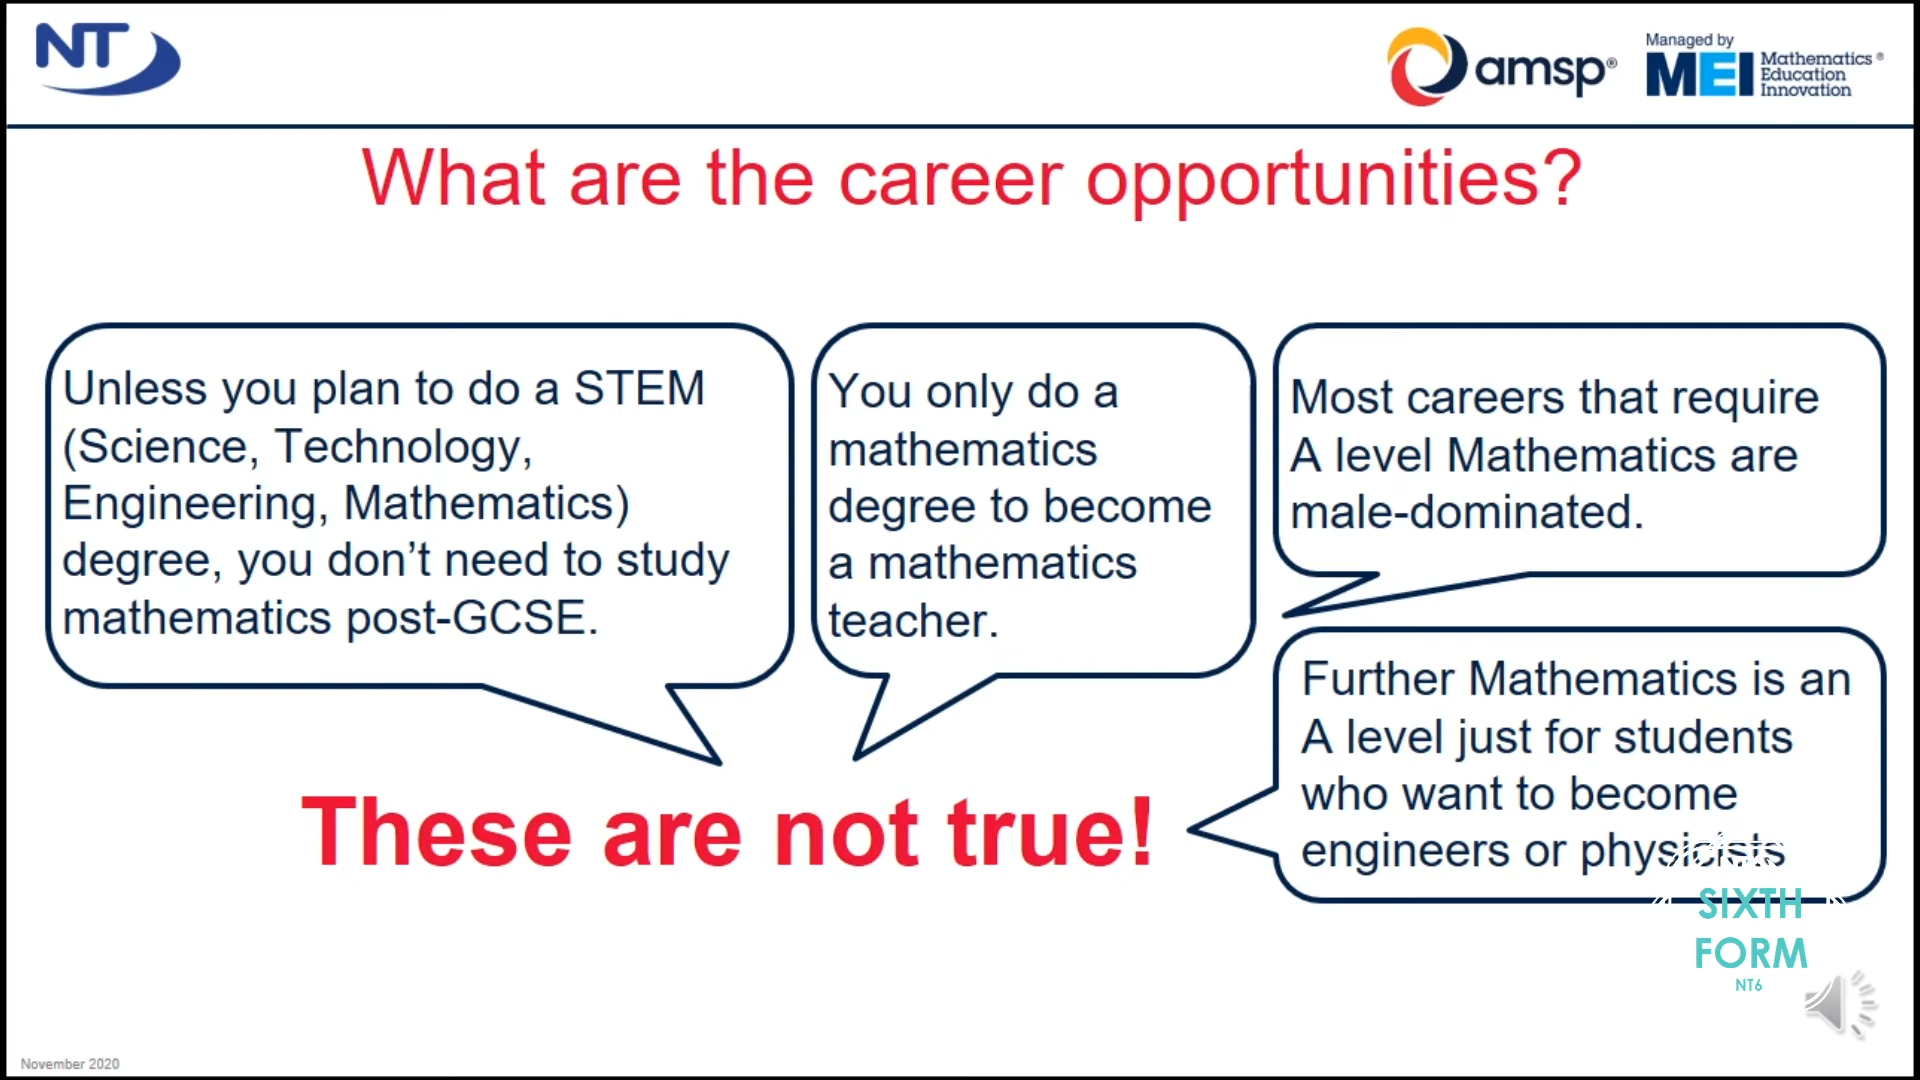 NT
amsp®
Managed by
MEI Mathematics ®
Education
Innovation
What are the career opportunities?
Unless you plan to do a STEM
(Science, Technology,
Engineering, Mathematics)
degree, you don’t need to study
mathematics post-GCSE.
You only do a
mathematics
degree to become
a mathematics
teacher.
Most careers that require
A level Mathematics are
male-dominated.
Further Mathematics is an
A level just for students
who want to become
engineers or physicists
These are not true!
SIXTH
FORM
NT6
November 2020